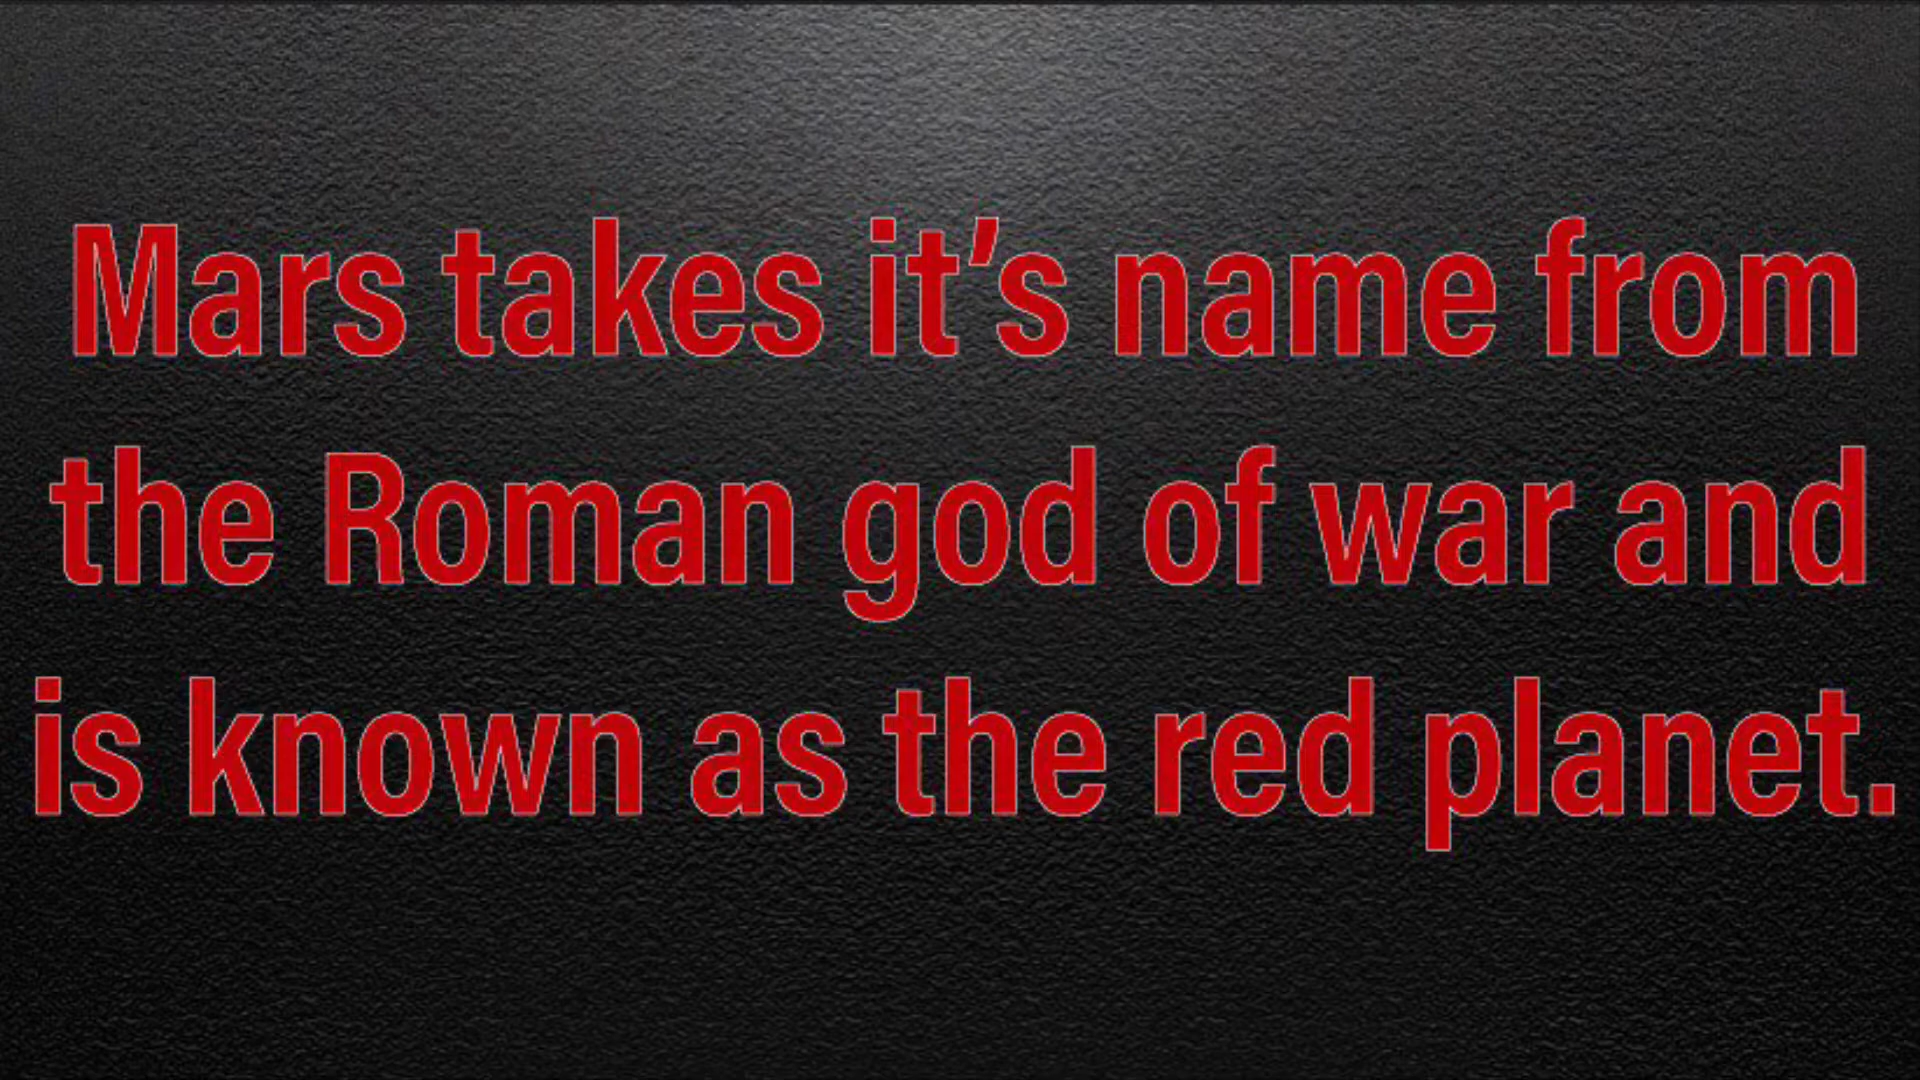 Mars takes it’s name from
the Roman god of war and
is known as the red planet.